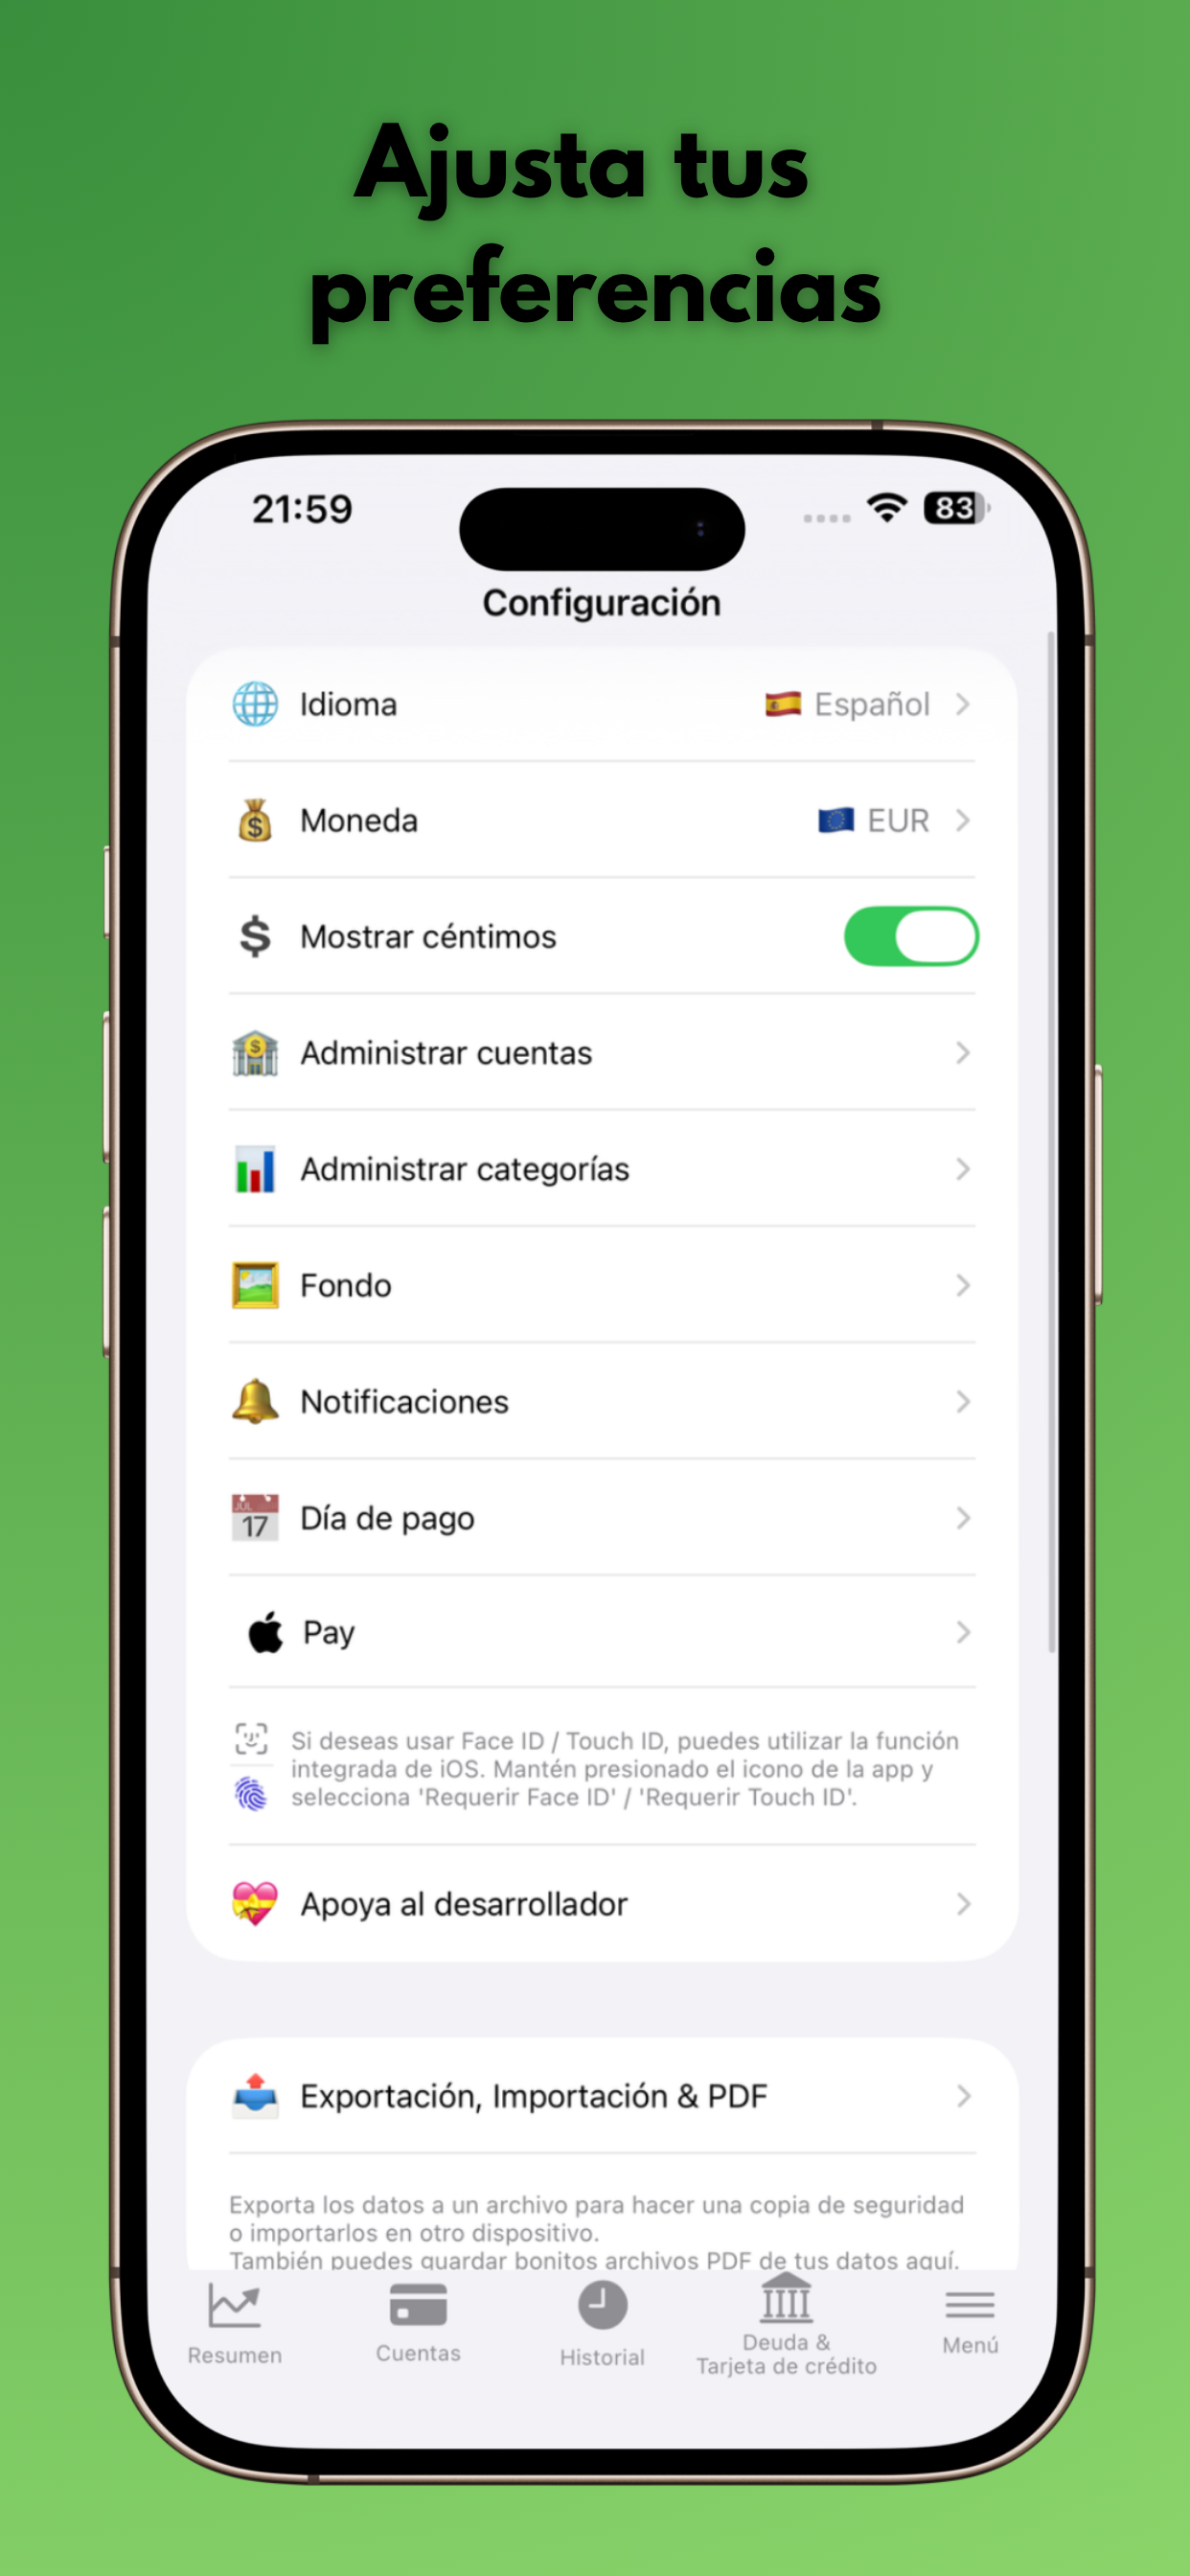 Ajusta tus
preferencias
21:59
83
Configuración
Idioma
Español
Moneda
EUR
$ Mostrar céntimos
Administrar cuentas
Administrar categorías
Fondo
Notificaciones
JUL
17
Día de pago
Pay
Si deseas usar Face ID / Touch ID, puedes utilizar la función
integrada de iOS. Mantén presionado el icono de la app y
selecciona 'Requerir Face ID' / 'Requerir Touch ID'.
Apoya al desarrollador
Exportación, Importación & PDF
Exporta los datos a un archivo para hacer una copia de seguridad
o importarlos en otro dispositivo.
También puedes guardar bonitos archivos PDF de tus datos aquí.
Resumen
Cuentas
Historial
Deuda &
Tarjeta de crédito
Menú